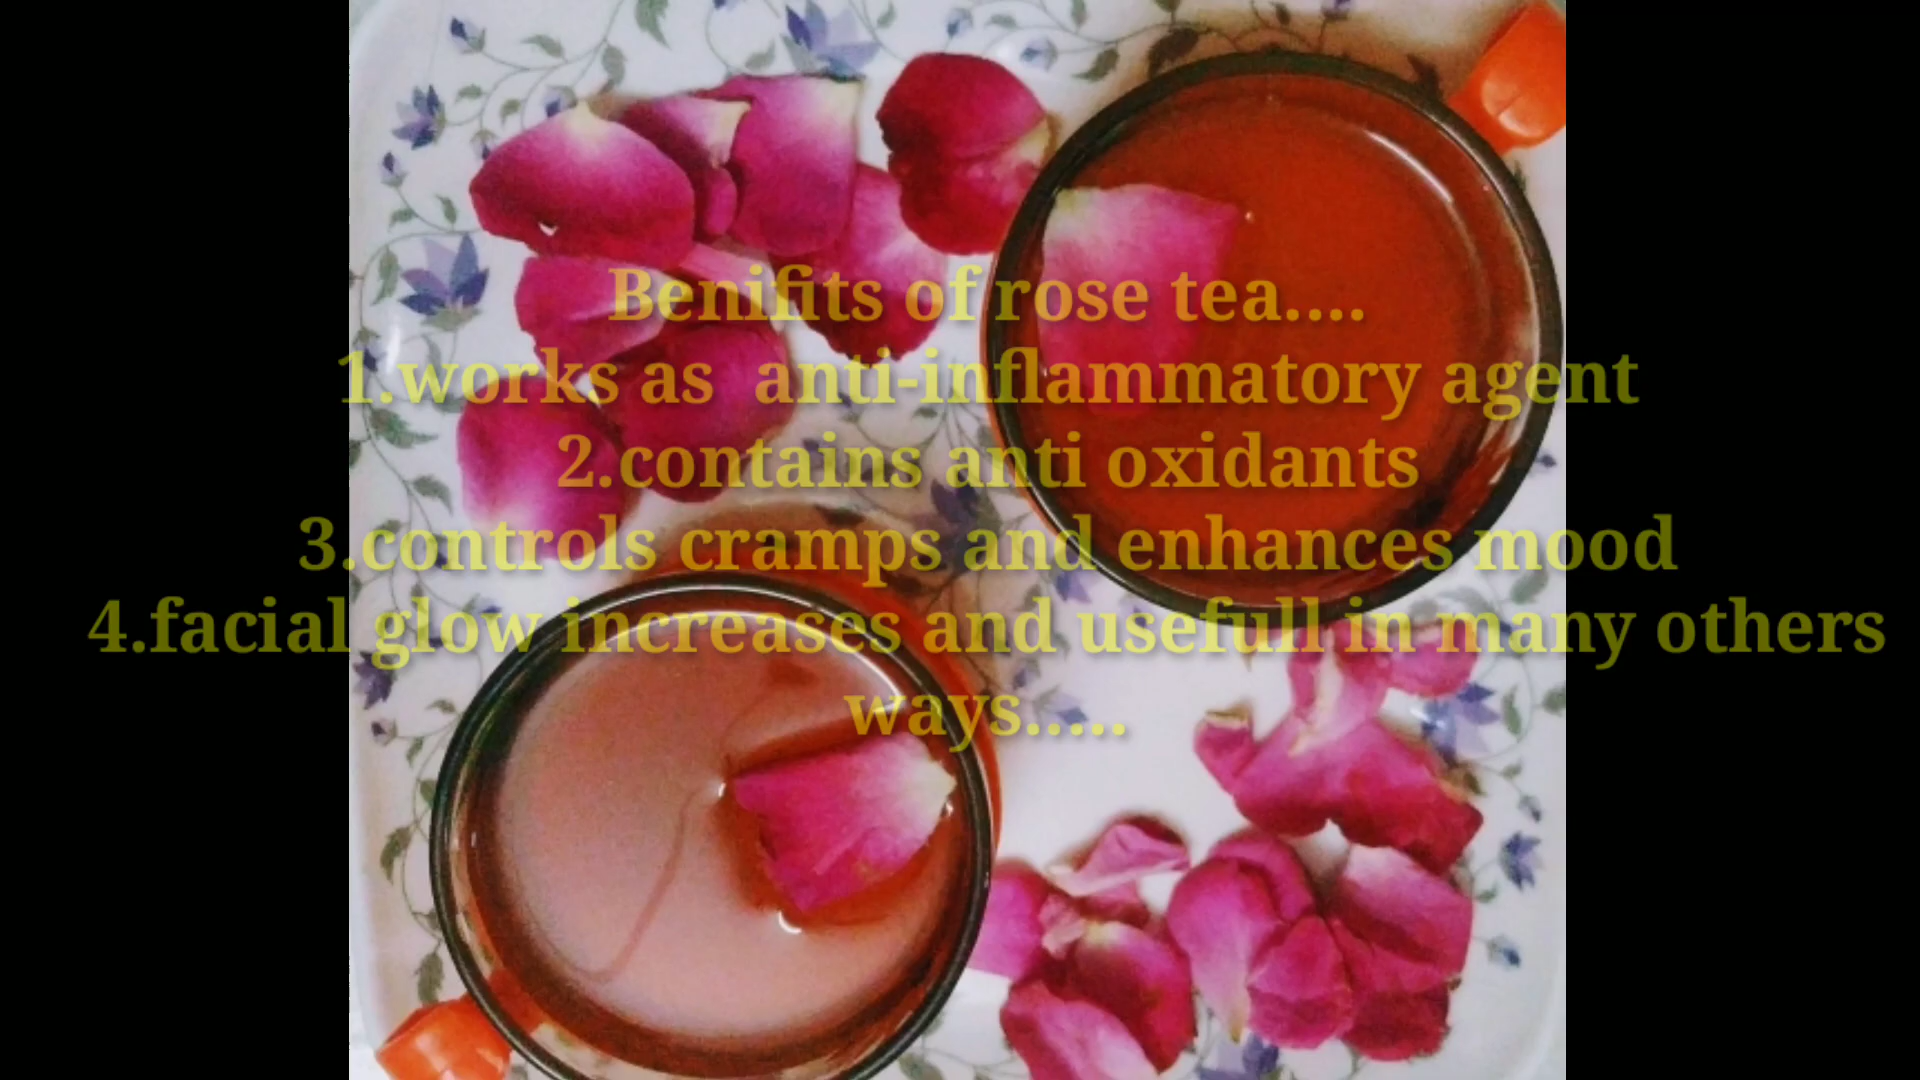 Benifits of rose tea....
1.works as  anti-inflammatory agent
2.contains anti oxidants
3.controls cramps and enhances mood
4.facial glow increases and usefull in many others
ways.....